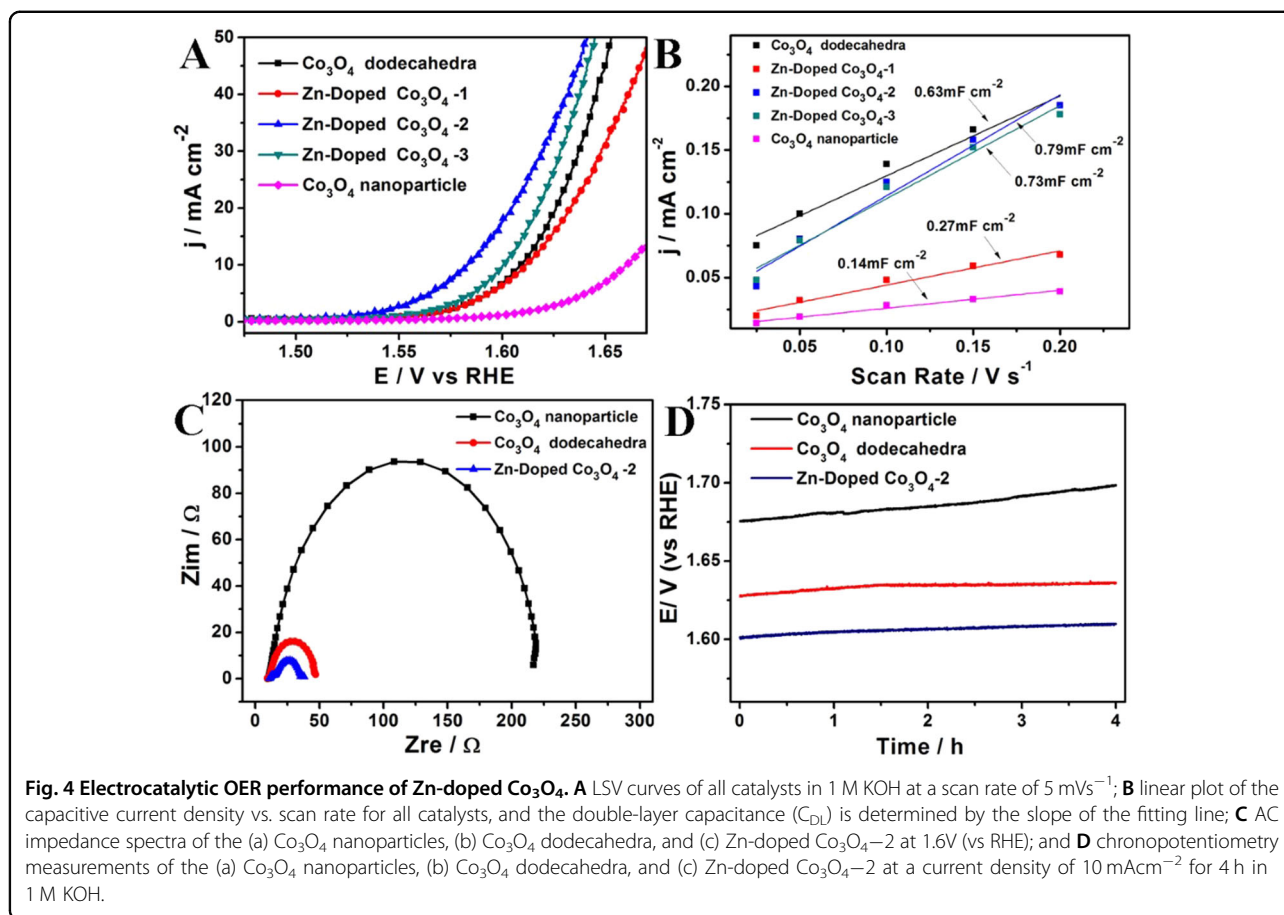 A
50
40
30
20
10
0
j / mA cm⁻²
Co₃O₄ dodecahedra
Zn-Doped Co₃O₄ -1
Zn-Doped Co₃O₄ -2
Zn-Doped Co₃O₄ -3
Co₃O₄ nanoparticle
1.50 1.55 1.60 1.65
E / V vs RHE
B
0.20
0.15
0.10
0.05
j / mA cm⁻²
Co₃O₄ dodecahedra
Zn-Doped Co₃O₄-1
Zn-Doped Co₃O₄-2
Zn-Doped Co₃O₄-3
Co₃O₄ nanoparticle
0.63mF cm⁻²
0.79mF cm⁻²
0.73mF cm⁻²
0.27mF cm⁻²
0.14mF cm⁻²
0.05 0.10 0.15 0.20
Scan Rate / V s⁻¹
C
120
100
80
60
40
20
0
Zim / Ω
Co₃O₄ nanoparticle
Co₃O₄ dodecahedra
Zn-Doped Co₃O₄ -2
0 50 100 150 200 250 300
Zre / Ω
D
1.75
1.70
1.65
1.60
E/ V (vs RHE)
Co₃O₄ nanoparticle
Co₃O₄ dodecahedra
Zn-Doped Co₃O₄-2
0 1 2 3 4
Time / h
Fig. 4 Electrocatalytic OER performance of Zn-doped Co₃O₄. A LSV curves of all catalysts in 1 M KOH at a scan rate of 5 mVs⁻¹; B linear plot of the
capacitive current density vs. scan rate for all catalysts, and the double-layer capacitance (C_DL) is determined by the slope of the fitting line; C AC
impedance spectra of the (a) Co₃O₄ nanoparticles, (b) Co₃O₄ dodecahedra, and (c) Zn-doped Co₃O₄−2 at 1.6V (vs RHE); and D chronopotentiometry
measurements of the (a) Co₃O₄ nanoparticles, (b) Co₃O₄ dodecahedra, and (c) Zn-doped Co₃O₄−2 at a current density of 10 mAcm⁻² for 4 h in
1 M KOH.